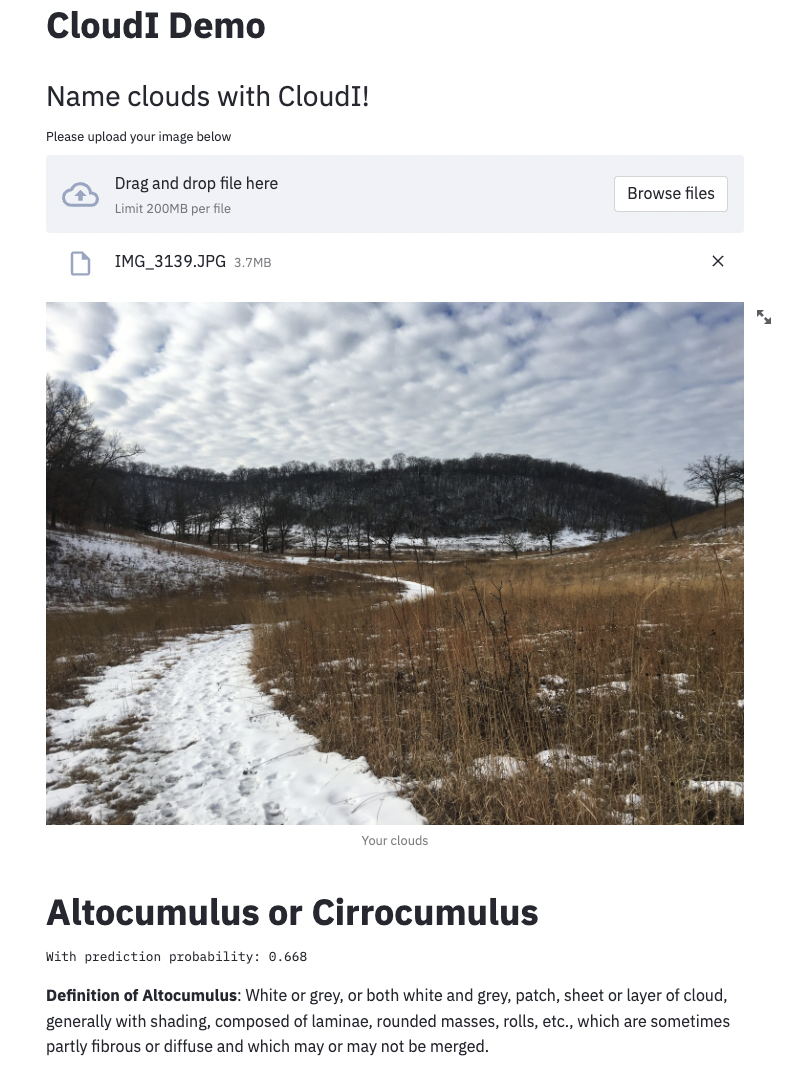 CloudI Demo
Name clouds with CloudI!
Please upload your image below
Drag and drop file here
Limit 200MB per file
Browse files
IMG_3139.JPG 3.7MB
Your clouds
Altocumulus or Cirrocumulus
With prediction probability: 0.668
Definition of Altocumulus: White or grey, or both white and grey, patch, sheet or layer of cloud,
generally with shading, composed of laminae, rounded masses, rolls, etc., which are sometimes
partly fibrous or diffuse and which may or may not be merged.